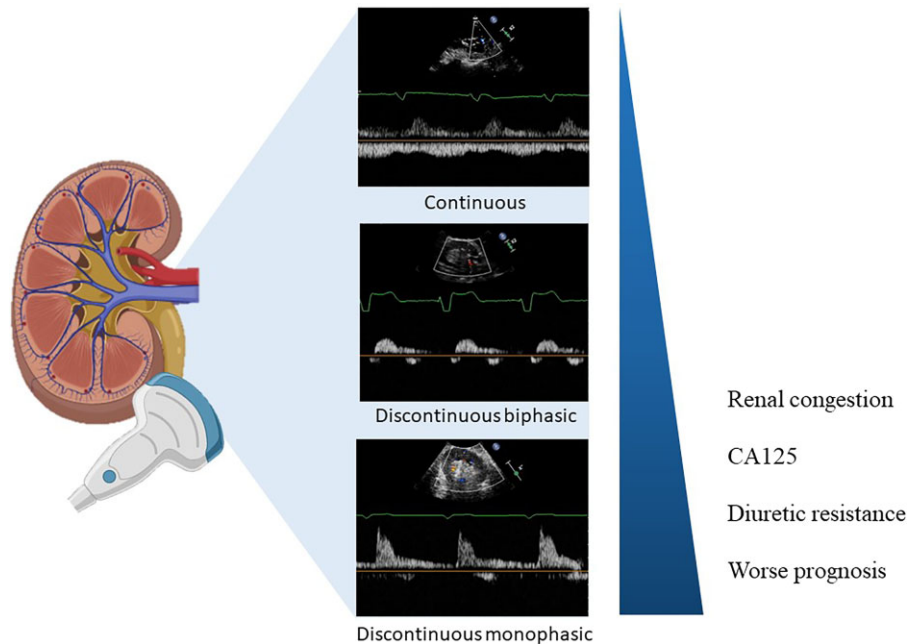 Continuous
Discontinuous biphasic
Discontinuous monophasic
Renal congestion
CA125
Diuretic resistance
Worse prognosis